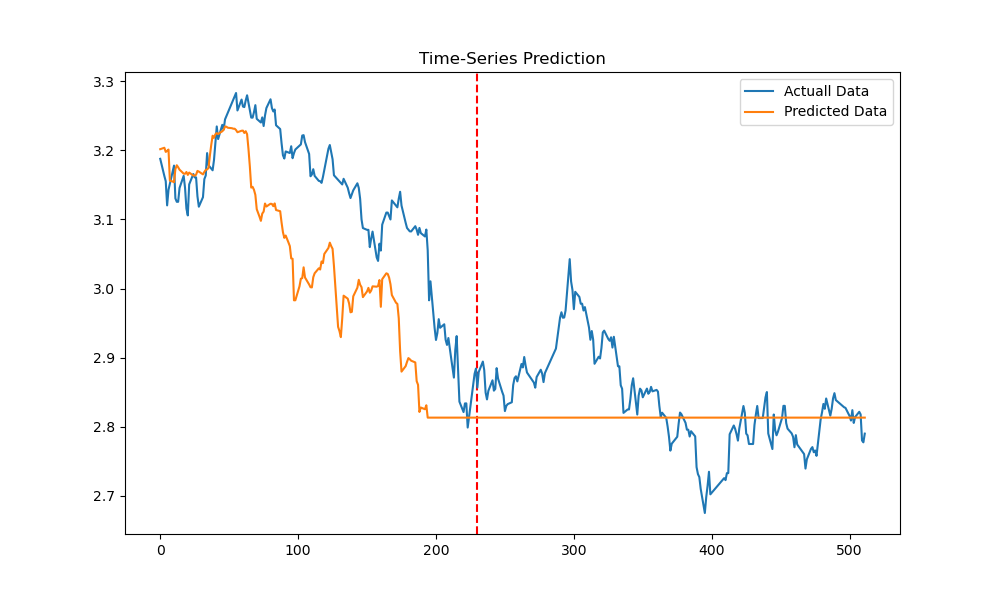 Time-Series Prediction
Actuall Data
Predicted Data
3.3
3.2
3.1
3.0
2.9
2.8
2.7
0 100 200 300 400 500